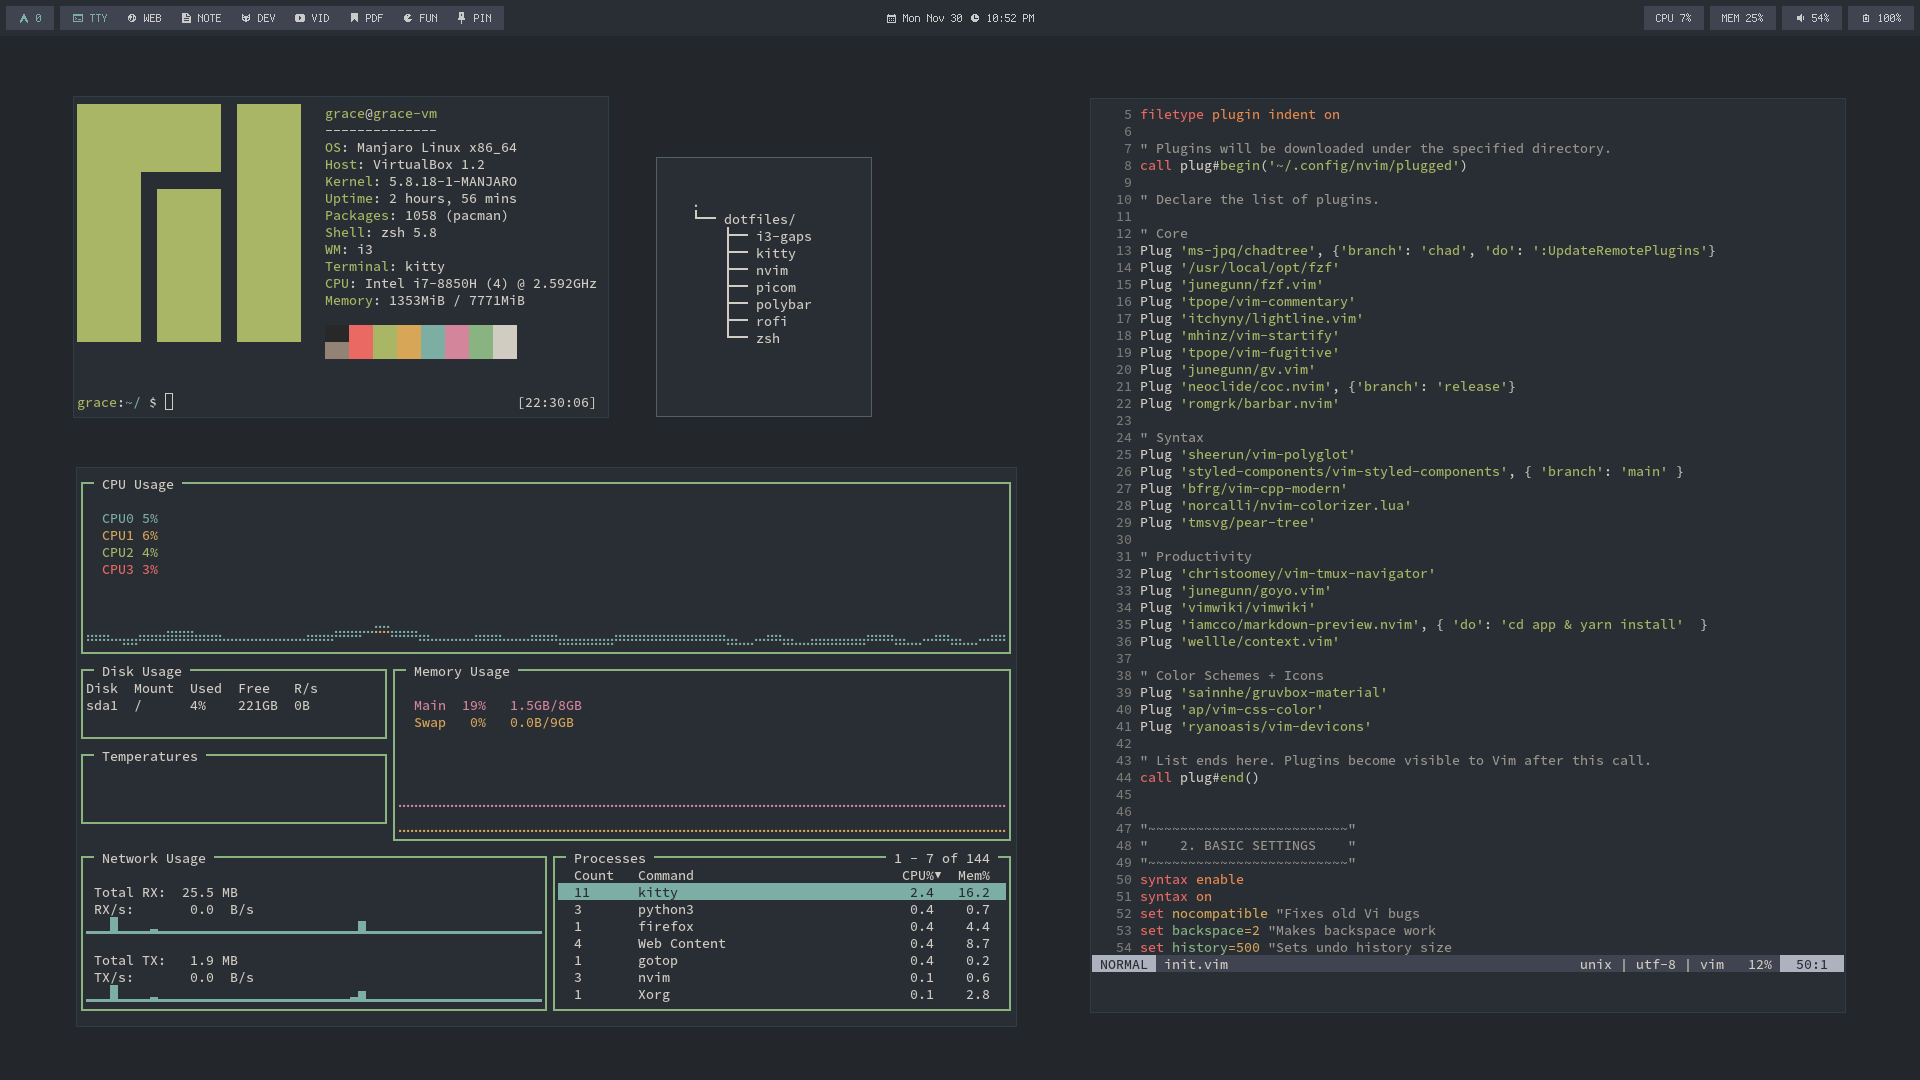 0 TTY WEB NOTE DEV VID PDF FUN PIN
Mon Nov 30 10:52 PM
CPU 7% MEM 25% 54% 100%
grace@grace-vm
--------------
OS: Manjaro Linux x86_64
Host: VirtualBox 1.2
Kernel: 5.8.18-1-MANJARO
Uptime: 2 hours, 56 mins
Packages: 1058 (pacman)
Shell: zsh 5.8
WM: i3
Terminal: kitty
CPU: Intel i7-8850H (4) @ 2.592GHz
Memory: 1353MiB / 7771MiB
grace:~/ $ [22:30:06]
.
└── dotfiles/
├── i3-gaps
├── kitty
├── nvim
├── picom
├── polybar
├── rofi
└── zsh
CPU Usage
CPU0 5%
CPU1 6%
CPU2 4%
CPU3 3%
Disk Usage
Disk Mount Used Free R/s
sda1 / 4% 221GB 0B
Temperatures
Memory Usage
Main 19% 1.5GB/8GB
Swap 0% 0.0B/9GB
Network Usage
Total RX: 25.5 MB
RX/s: 0.0 B/s
Total TX: 1.9 MB
TX/s: 0.0 B/s
Processes 1 - 7 of 144
Count Command CPU%▼ Mem%
11 kitty 2.4 16.2
3 python3 0.4 0.7
1 firefox 0.4 4.4
4 Web Content 0.4 8.7
1 gotop 0.4 0.2
3 nvim 0.1 0.6
1 Xorg 0.1 2.8
5 filetype plugin indent on
6
7 " Plugins will be downloaded under the specified directory.
8 call plug#begin('~/.config/nvim/plugged')
9
10 " Declare the list of plugins.
11
12 " Core
13 Plug 'ms-jpq/chadtree', {'branch': 'chad', 'do': ':UpdateRemotePlugins'}
14 Plug '/usr/local/opt/fzf'
15 Plug 'junegunn/fzf.vim'
16 Plug 'tpope/vim-commentary'
17 Plug 'itchyny/lightline.vim'
18 Plug 'mhinz/vim-startify'
19 Plug 'tpope/vim-fugitive'
20 Plug 'junegunn/gv.vim'
21 Plug 'neoclide/coc.nvim', {'branch': 'release'}
22 Plug 'romgrk/barbar.nvim'
23
24 " Syntax
25 Plug 'sheerun/vim-polyglot'
26 Plug 'styled-components/vim-styled-components', { 'branch': 'main' }
27 Plug 'bfrg/vim-cpp-modern'
28 Plug 'norcalli/nvim-colorizer.lua'
29 Plug 'tmsvg/pear-tree'
30
31 " Productivity
32 Plug 'christoomey/vim-tmux-navigator'
33 Plug 'junegunn/goyo.vim'
34 Plug 'vimwiki/vimwiki'
35 Plug 'iamcco/markdown-preview.nvim', { 'do': 'cd app & yarn install'  }
36 Plug 'wellle/context.vim'
37
38 " Color Schemes + Icons
39 Plug 'sainnhe/gruvbox-material'
40 Plug 'ap/vim-css-color'
41 Plug 'ryanoasis/vim-devicons'
42
43 " List ends here. Plugins become visible to Vim after this call.
44 call plug#end()
45
46
47 "~~~~~~~~~~~~~~~~~~~~~~~~~"
48 "    2. BASIC SETTINGS    "
49 "~~~~~~~~~~~~~~~~~~~~~~~~~"
50 syntax enable
51 syntax on
52 set nocompatible "Fixes old Vi bugs
53 set backspace=2 "Makes backspace work
54 set history=500 "Sets undo history size
NORMAL init.vim unix | utf-8 | vim 12% 50:1